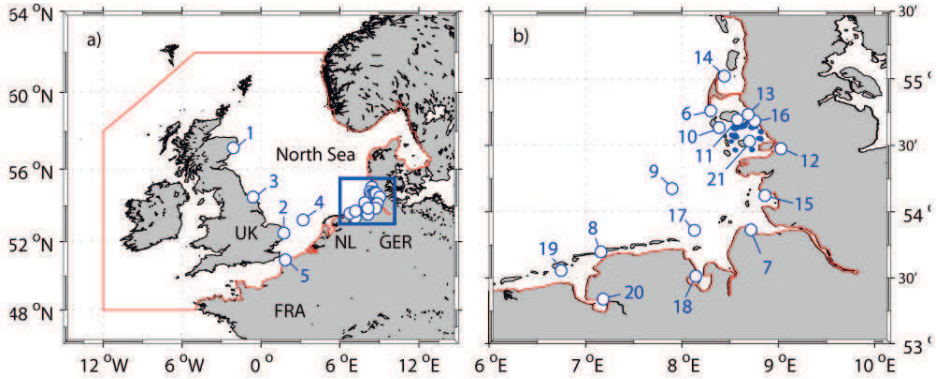 a)
54 °N
60 °N
56 °N
52 °N
48 °N
12 °W
6 °W
0 °
6 °E
12 °E
North Sea
UK
NL
GER
FRA
1
3
2
4
5
b)
30'
55
30'
54
30'
53
6 °E
7 °E
8 °E
9 °E
10 °E
14
13
6
16
10
11
12
21
9
15
17
8
7
19
18
20